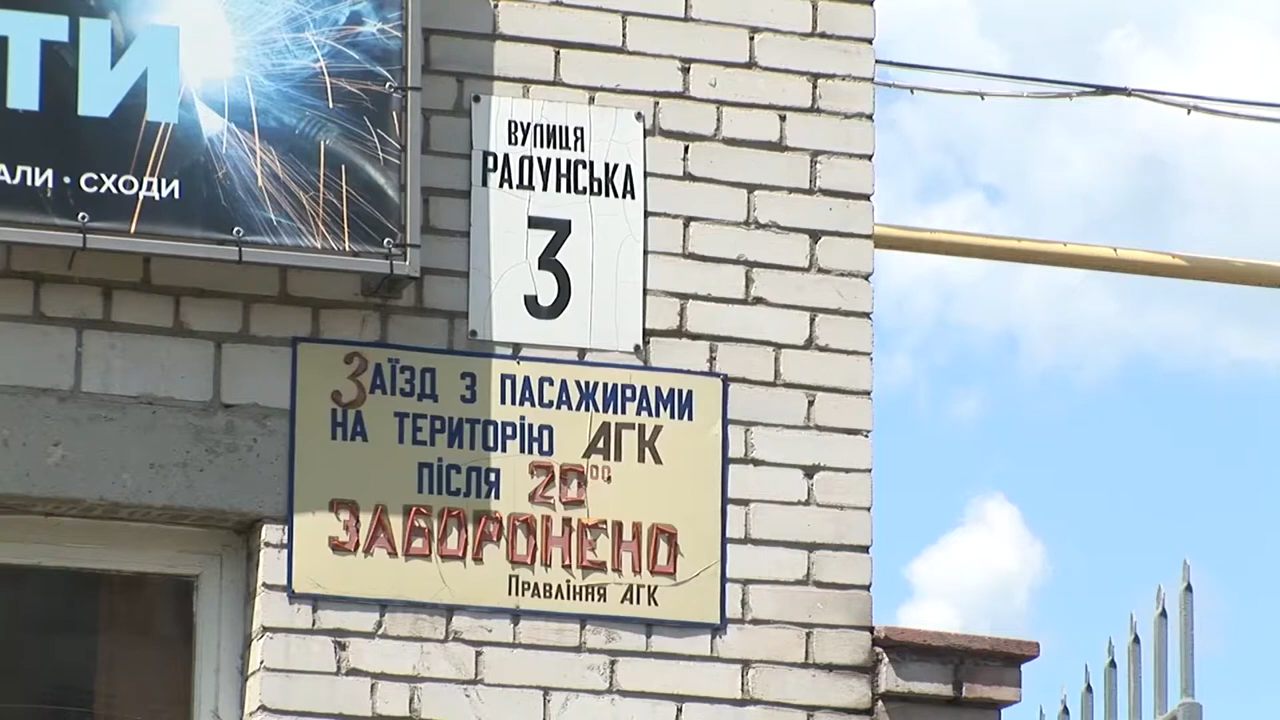 ТИ
АЛИ · СХОДИ
ВУЛИЦЯ
РАДУНСЬКА
3
ЗАЇЗД З ПАСАЖИРАМИ
НА ТЕРИТОРІЮ АГК
ПІСЛЯ 20⁰⁰
ЗАБОРОНЕНО
Правління АГК